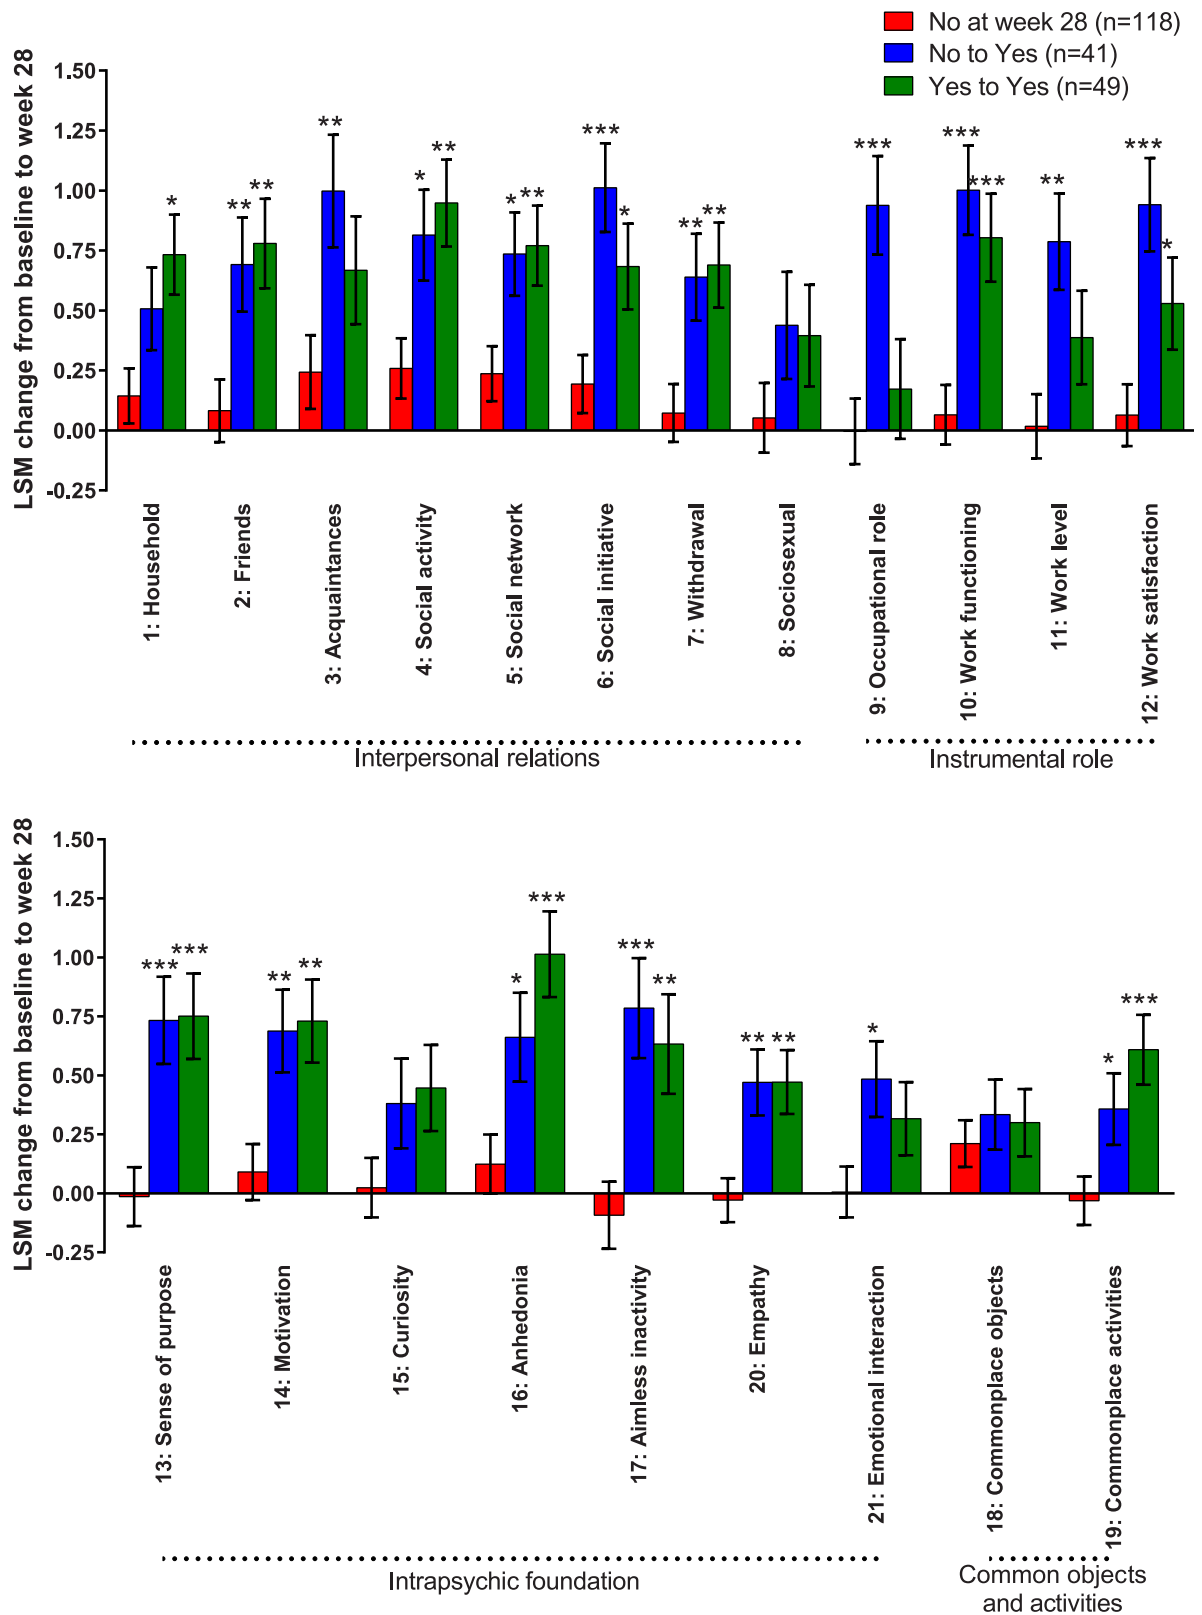 No at week 28 (n=118)
No to Yes (n=41)
Yes to Yes (n=49)
LSM change from baseline to week 28
1.50
1.25
1.00
0.75
0.50
0.25
0.00
-0.25
*
** **
**
* **
* **
*** *
** **
***
*** ***
**
*** *
1: Household
2: Friends
3: Acquaintances
4: Social activity
5: Social network
6: Social initiative
7: Withdrawal
8: Sociosexual
9: Occupational role
10: Work functioning
11: Work level
12: Work satisfaction
Interpersonal relations
Instrumental role
LSM change from baseline to week 28
1.50
1.25
1.00
0.75
0.50
0.25
0.00
-0.25
*** ***
** **
* ***
*** **
** **
*
* ***
13: Sense of purpose
14: Motivation
15: Curiosity
16: Anhedonia
17: Aimless inactivity
20: Empathy
21: Emotional interaction
18: Commonplace objects
19: Commonplace activities
Intrapsychic foundation
Common objects
and activities